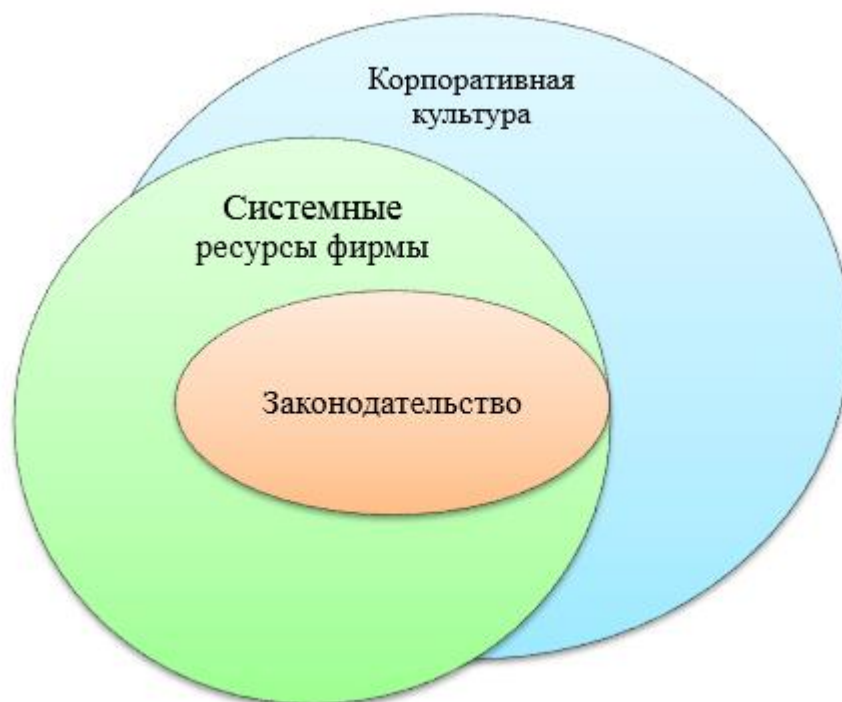 Корпоративная
культура
Системные
ресурсы фирмы
Законодательство